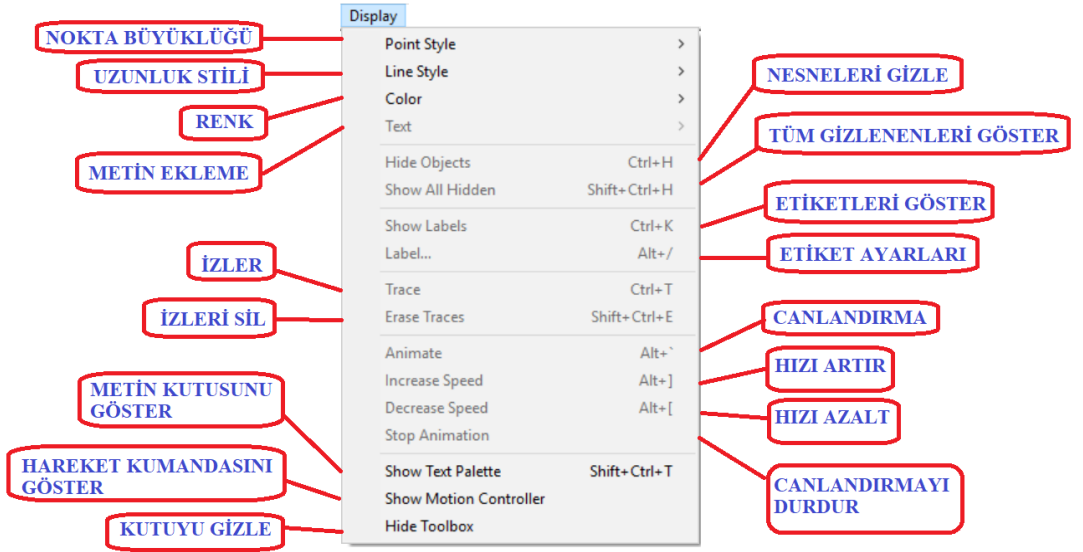 Display
Point Style
Line Style
Color
Text
Hide Objects Ctrl+H
Show All Hidden Shift+Ctrl+H
Show Labels Ctrl+K
Label... Alt+/
Trace Ctrl+T
Erase Traces Shift+Ctrl+E
Animate Alt+`
Increase Speed Alt+]
Decrease Speed Alt+[
Stop Animation
Show Text Palette Shift+Ctrl+T
Show Motion Controller
Hide Toolbox
NOKTA BÜYÜKLÜĞÜ
UZUNLUK STİLİ
RENK
METİN EKLEME
İZLER
İZLERİ SİL
METİN KUTUSUNU
GÖSTER
HAREKET KUMANDASINI
GÖSTER
KUTUYU GİZLE
NESNELERİ GİZLE
TÜM GİZLENENLERİ GÖSTER
ETİKETLERİ GÖSTER
ETİKET AYARLARI
CANLANDIRMA
HIZI ARTIR
HIZI AZALT
CANLANDIRMAYI
DURDUR